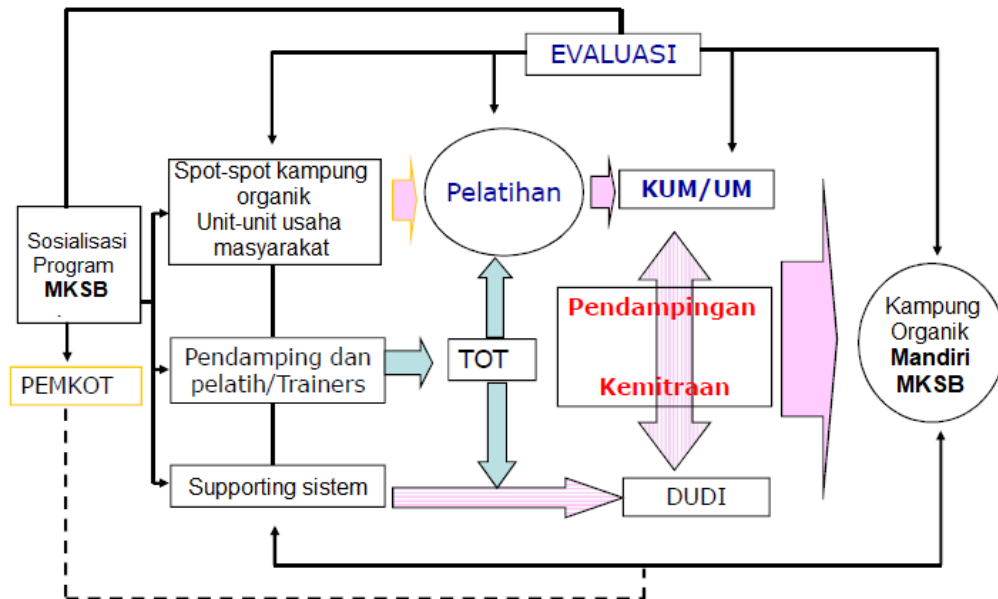 EVALUASI
Spot-spot kampung
organik
Unit-unit usaha
masyarakat
Pelatihan
KUM/UM
Sosialisasi
Program
MKSB
Pendampingan
Kemitraan
Kampung
Organik
Mandiri
MKSB
PEMKOT
Pendamping dan
pelatih/Trainers
TOT
Supporting sistem
DUDI